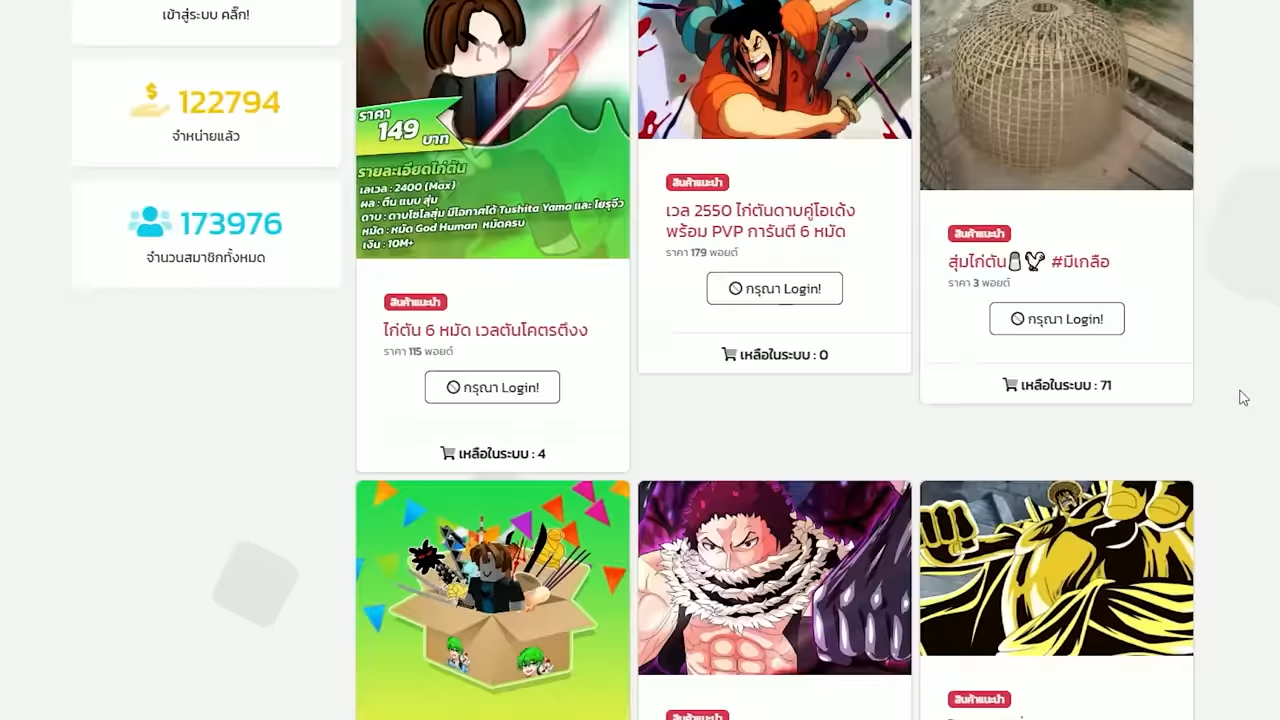 เข้าสู่ระบบ คลิ๊ก!
122794
จำหน่ายแล้ว
173976
จำนวนสมาชิกทั้งหมด
ราคา
149 บาท
รายละเอียดไก่ตัน
เลเวล : 2400 (Max)
ผล : ตื่น แบบ สุ่ม
ดาบ : ดาบโซโลสุ่ม มีโอกาสได้ Tushita Yama และ โยรุจิ๋ว
หมัด : หมัด God Human หมัดครบ
เงิน : 10M+
สินค้าแนะนำ
ไก่ตัน 6 หมัด เวลตันโคตรตึงงง
ราคา 115 พอยต์
กรุณา Login!
เหลือในระบบ : 4
สินค้าแนะนำ
เวล 2550 ไก่ตันดาบคู่โอเด้ง
พร้อม PVP การันตี 6 หมัด
ราคา 179 พอยต์
กรุณา Login!
เหลือในระบบ : 0
สินค้าแนะนำ
สุ่มไก่ตัน #มีเกลือ
ราคา 3 พอยต์
กรุณา Login!
เหลือในระบบ : 71
สินค้าแนะนำ
สินค้าแนะนำ